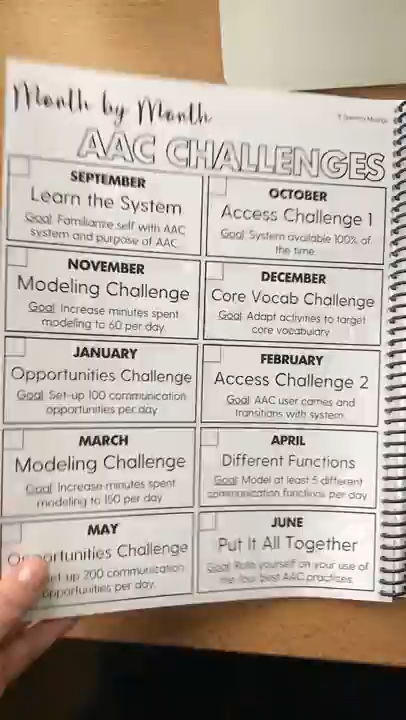 Month by Month
AAC CHALLENGES
SEPTEMBER
Learn the System
Goal: Familiarize self with AAC
system and purpose of AAC
OCTOBER
Access Challenge 1
Goal: System available 100% of
the time
NOVEMBER
Modeling Challenge
Goal: Increase minutes spent
modeling to 60 per day
DECEMBER
Core Vocab Challenge
Goal: Adapt activities to target
core vocabulary
JANUARY
Opportunities Challenge
Goal: Set-up 100 communication
opportunities per day
FEBRUARY
Access Challenge 2
Goal: AAC user carries and
transitions with system
MARCH
Modeling Challenge
Goal: Increase minutes spent
modeling to 150 per day
APRIL
Different Functions
Goal: Model at least 5 different
communication functions per day
MAY
Opportunities Challenge
set up 200 communication
opportunities per day
JUNE
Put It All Together
Goal: Rate yourself on your use of
the four best AAC practices